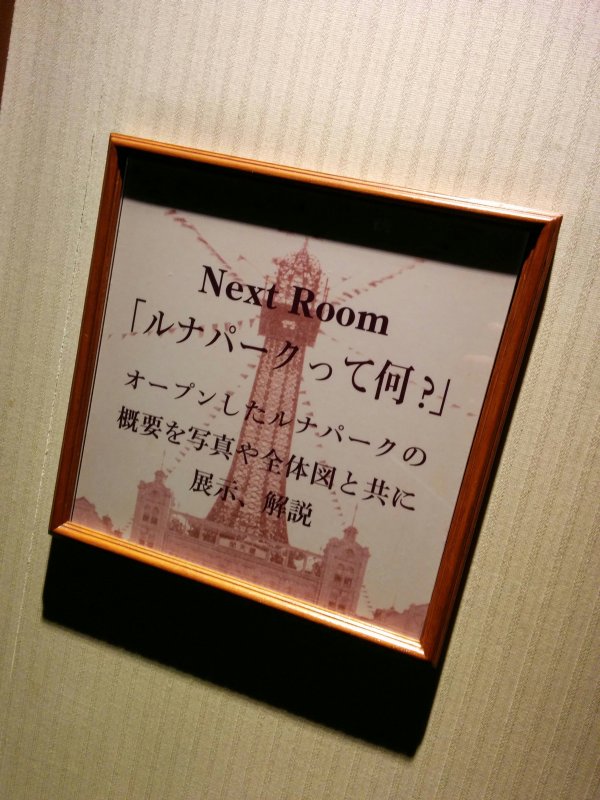 Next Room
「ルナパークって何?」
オープンしたルナパークの
概要を写真や全体図と共に
展示、解説